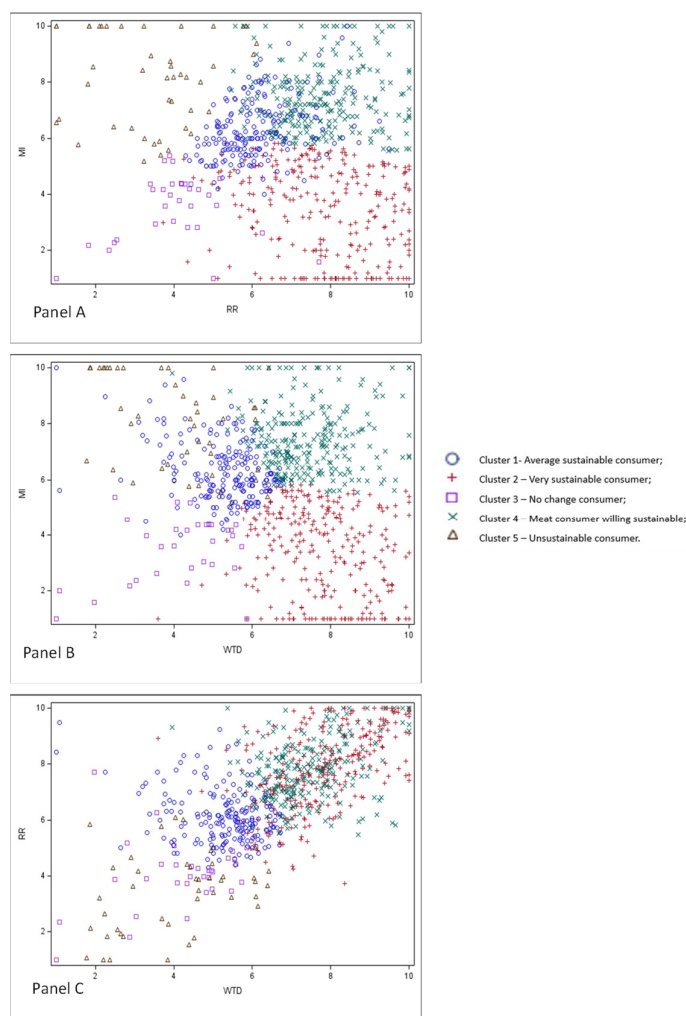 10
8
6
4
2
MI
2
4
6
8
10
RR
Panel A
10
8
6
4
2
MI
2
4
6
8
10
WTD
Panel B
Cluster 1- Average sustainable consumer;
Cluster 2 – Very sustainable consumer;
Cluster 3 – No change consumer;
Cluster 4 – Meat consumer willing sustainable;
Cluster 5 – Unsustainable consumer.
10
8
6
4
2
RR
2
4
6
8
10
WTD
Panel C